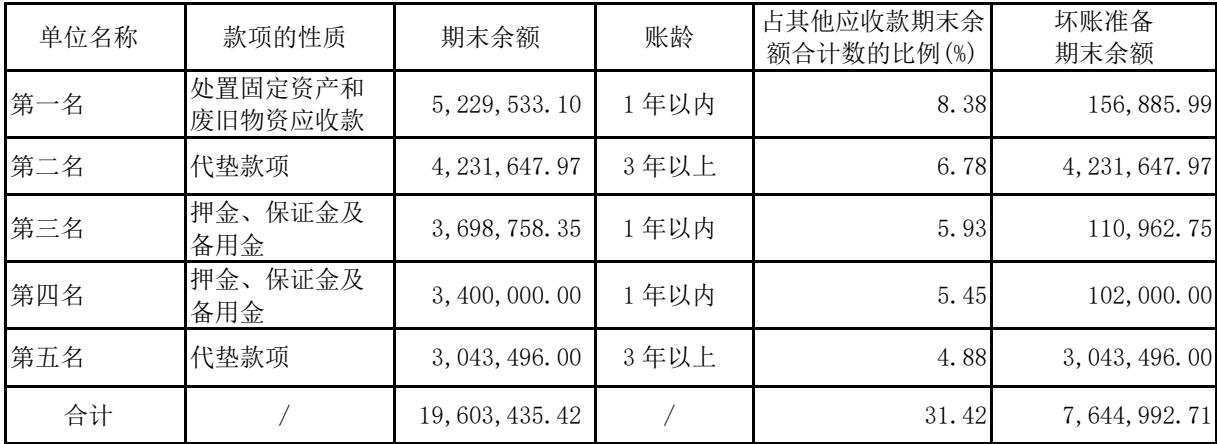 单位名称 款项的性质 期末余额 账龄 占其他应收款期末余 坏账准备
额合计数的比例(%) 期末余额
第一名 处置固定资产和 5,229,533.10 1年以内 8.38 156,885.99
废旧物资应收款
第二名 代垫款项 4,231,647.97 3年以上 6.78 4,231,647.97
第三名 押金、保证金及 3,698,758.35 1年以内 5.93 110,962.75
备用金
第四名 押金、保证金及 3,400,000.00 1年以内 5.45 102,000.00
备用金
第五名 代垫款项 3,043,496.00 3年以上 4.88 3,043,496.00
合计 / 19,603,435.42 / 31.42 7,644,992.71